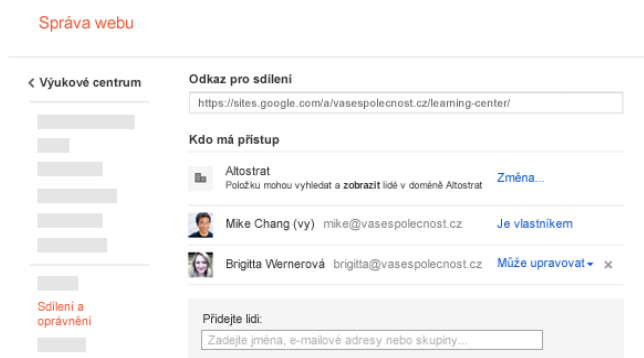 Správa webu
Výukové centrum
Sdílení a
oprávnění
Odkaz pro sdílení
https://sites.google.com/a/vasespolecnost.cz/learning-center/
Kdo má přístup
Altostrat
Položku mohou vyhledat a zobrazit lidé v doméně Altostrat
Změna...
Mike Chang (vy) mike@vasespolecnost.cz Je vlastníkem
Brigitta Wernerová brigitta@vasespolecnost.cz Může upravovat
Přidejte lidi:
Zadejte jména, e-mailové adresy nebo skupiny...